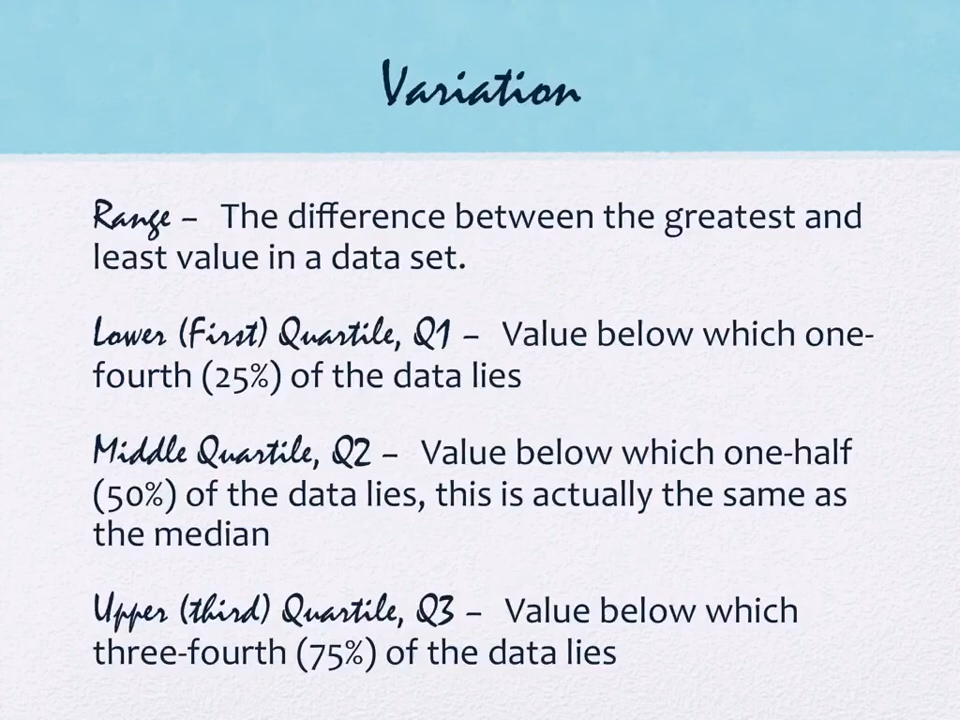 Variation
Range – The difference between the greatest and
least value in a data set.
Lower (First) Quartile, Q1 – Value below which one-
fourth (25%) of the data lies
Middle Quartile, Q2 – Value below which one-half
(50%) of the data lies, this is actually the same as
the median
Upper (third) Quartile, Q3 – Value below which
three-fourth (75%) of the data lies